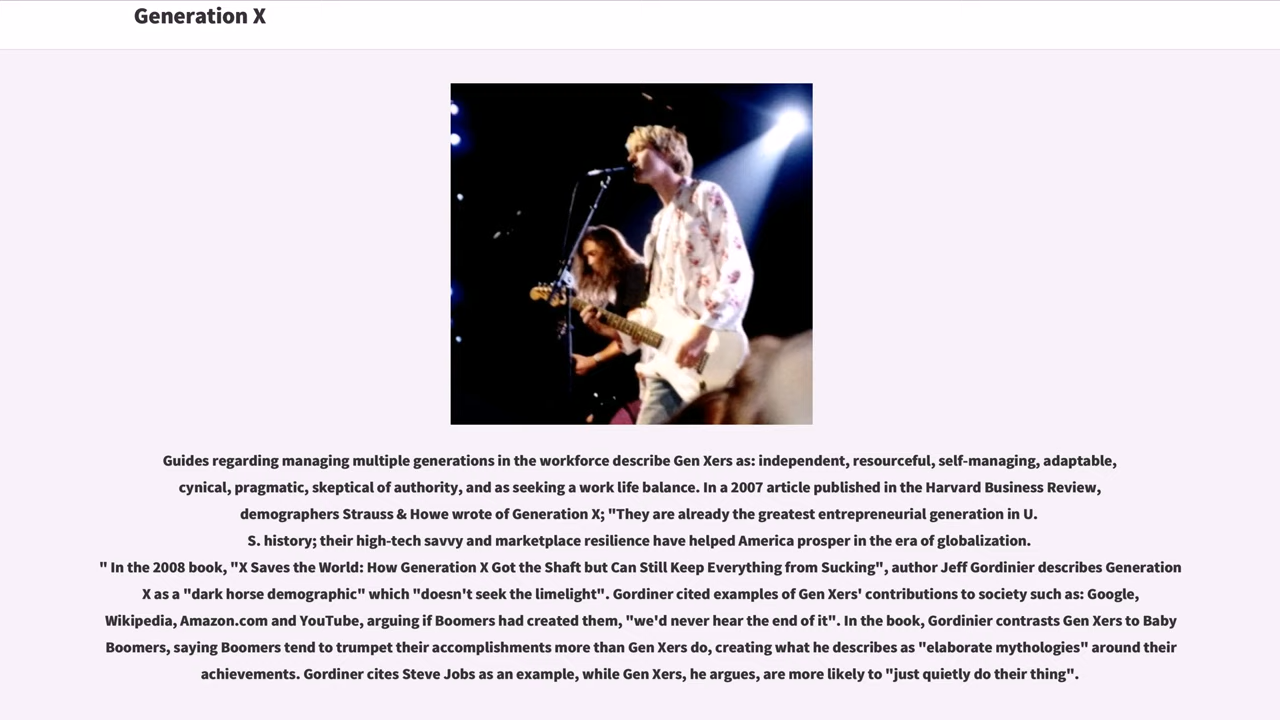 Generation X
Guides regarding managing multiple generations in the workforce describe Gen Xers as: independent, resourceful, self-managing, adaptable,
cynical, pragmatic, skeptical of authority, and as seeking a work life balance. In a 2007 article published in the Harvard Business Review,
demographers Strauss & Howe wrote of Generation X; "They are already the greatest entrepreneurial generation in U.
S. history; their high-tech savvy and marketplace resilience have helped America prosper in the era of globalization.
" In the 2008 book, "X Saves the World: How Generation X Got the Shaft but Can Still Keep Everything from Sucking", author Jeff Gordinier describes Generation
X as a "dark horse demographic" which "doesn't seek the limelight". Gordiner cited examples of Gen Xers' contributions to society such as: Google,
Wikipedia, Amazon.com and YouTube, arguing if Boomers had created them, "we'd never hear the end of it". In the book, Gordinier contrasts Gen Xers to Baby
Boomers, saying Boomers tend to trumpet their accomplishments more than Gen Xers do, creating what he describes as "elaborate mythologies" around their
achievements. Gordiner cites Steve Jobs as an example, while Gen Xers, he argues, are more likely to "just quietly do their thing".